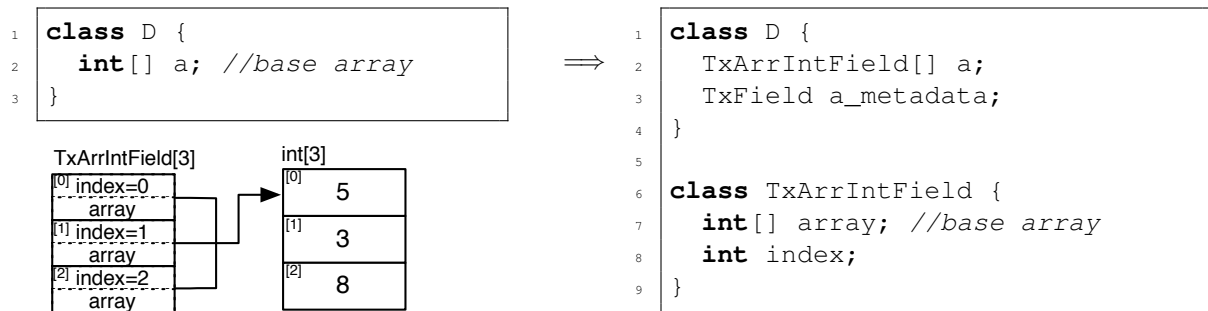 1 class D {
2 int[] a; //base array
3 }
⟹
TxArrIntField[3]
int[3]
[0] index=0
array
[1] index=1
array
[2] index=2
array
[0] 5
[1] 3
[2] 8
1 class D {
2 TxArrIntField[] a;
3 TxField a_metadata;
4 }
5
6 class TxArrIntField {
7 int[] array; //base array
8 int index;
9 }